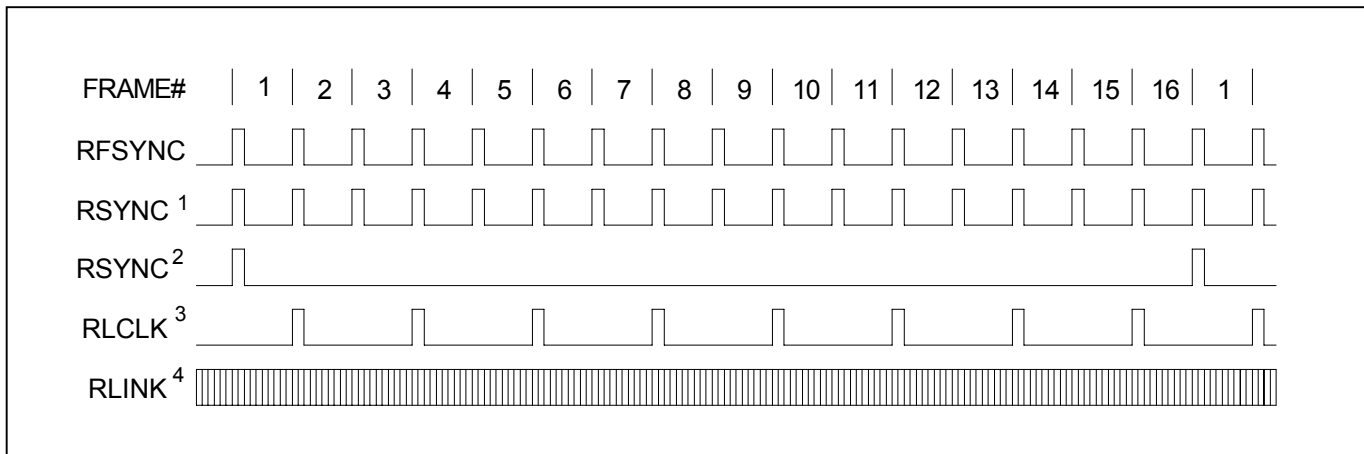 FRAME# 1 2 3 4 5 6 7 8 9 10 11 12 13 14 15 16 1
RFSYNC
RSYNC 1
RSYNC 2
RLCLK 3
RLINK 4